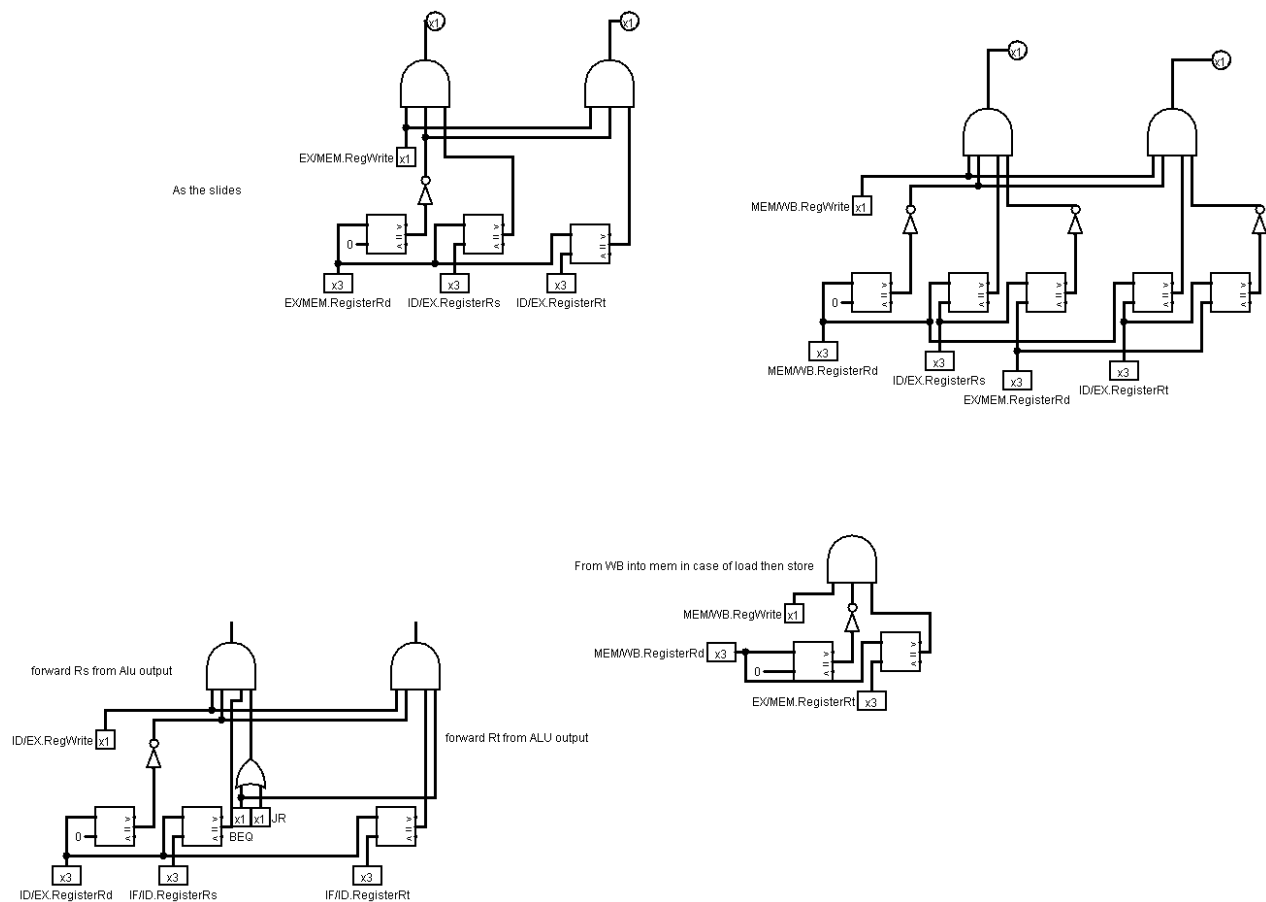 x1
x1
EX/MEM.RegWrite
x1
As the slides
> = <
> = <
> = <
0
x3
x3
x3
EX/MEM.RegisterRd
ID/EX.RegisterRs
ID/EX.RegisterRt
x1
x1
MEM/WB.RegWrite
x1
> = <
> = <
> = <
> = <
> = <
0
x3
MEM/WB.RegisterRd
x3
ID/EX.RegisterRs
x3
EX/MEM.RegisterRd
x3
ID/EX.RegisterRt
From WB into mem in case of load then store
MEM/WB.RegWrite
x1
MEM/WB.RegisterRd
x3
> = <
> = <
0
EX/MEM.RegisterRt
x3
forward Rs from Alu output
ID/EX.RegWrite
x1
forward Rt from ALU output
> = <
> = <
> = <
0
x1
x1
JR
BEQ
x3
x3
x3
ID/EX.RegisterRd
IF/ID.RegisterRs
IF/ID.RegisterRt